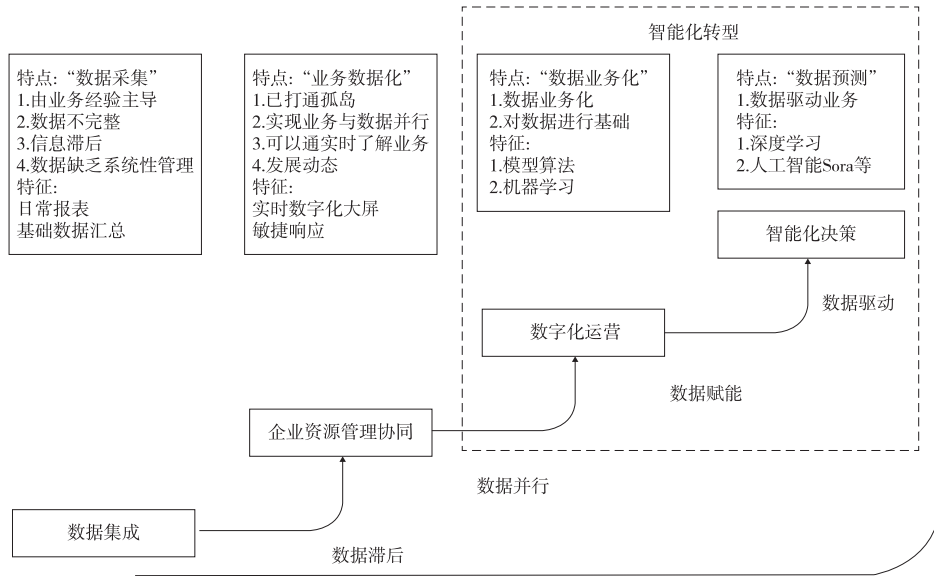 智能化转型
特点:“数据采集”
1.由业务经验主导
2.数据不完整
3.信息滞后
4.数据缺乏系统性管理
特征:
日常报表
基础数据汇总
特点:“业务数据化”
1.已打通孤岛
2.实现业务与数据并行
3.可以通实时了解业务
4.发展动态
特征:
实时数字化大屏
敏捷响应
特点:“数据业务化”
1.数据业务化
2.对数据进行基础
特征:
1.模型算法
2.机器学习
特点:“数据预测”
1.数据驱动业务
特征:
1.深度学习
2.人工智能Sora等
智能化决策
数据驱动
数字化运营
数据赋能
企业资源管理协同
数据并行
数据集成
数据滞后